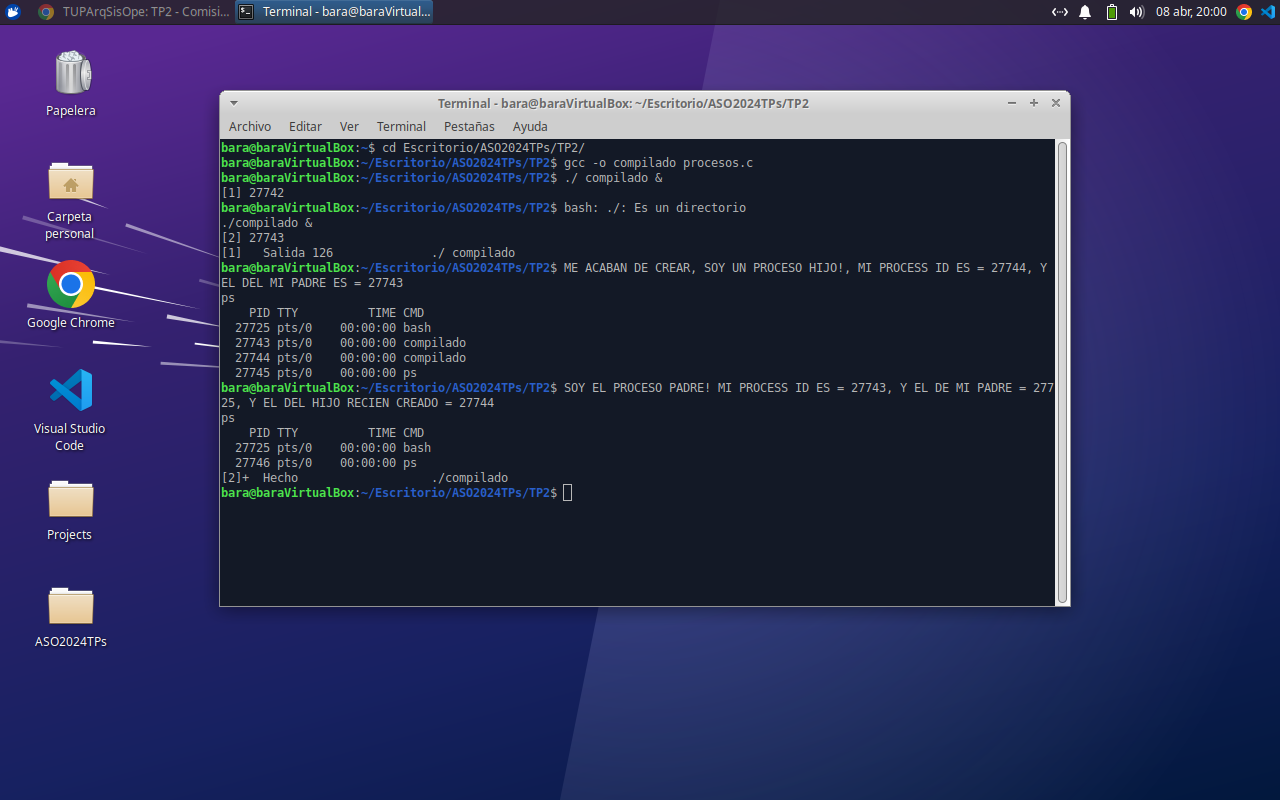 TUPArqSisOpe: TP2 - Comisi...
Terminal - bara@baraVirtual...
08 abr, 20:00
Papelera
Carpeta
personal
Google Chrome
Visual Studio
Code
Projects
ASO2024TPs
Terminal - bara@baraVirtualBox: ~/Escritorio/ASO2024TPs/TP2
Archivo Editar Ver Terminal Pestañas Ayuda
bara@baraVirtualBox:~$ cd Escritorio/ASO2024TPs/TP2/
bara@baraVirtualBox:~/Escritorio/ASO2024TPs/TP2$ gcc -o compilado procesos.c
bara@baraVirtualBox:~/Escritorio/ASO2024TPs/TP2$ ./ compilado &
[1] 27742
bara@baraVirtualBox:~/Escritorio/ASO2024TPs/TP2$ bash: ./: Es un directorio
./compilado &
[2] 27743
[1]   Salida 126              ./ compilado
bara@baraVirtualBox:~/Escritorio/ASO2024TPs/TP2$ ME ACABAN DE CREAR, SOY UN PROCESO HIJO!, MI PROCESS ID ES = 27744, Y
EL DEL MI PADRE ES = 27743
ps
    PID TTY          TIME CMD
  27725 pts/0    00:00:00 bash
  27743 pts/0    00:00:00 compilado
  27744 pts/0    00:00:00 compilado
  27745 pts/0    00:00:00 ps
bara@baraVirtualBox:~/Escritorio/ASO2024TPs/TP2$ SOY EL PROCESO PADRE! MI PROCESS ID ES = 27743, Y EL DE MI PADRE = 277
25, Y EL DEL HIJO RECIEN CREADO = 27744
ps
    PID TTY          TIME CMD
  27725 pts/0    00:00:00 bash
  27746 pts/0    00:00:00 ps
[2]+  Hecho                   ./compilado
bara@baraVirtualBox:~/Escritorio/ASO2024TPs/TP2$